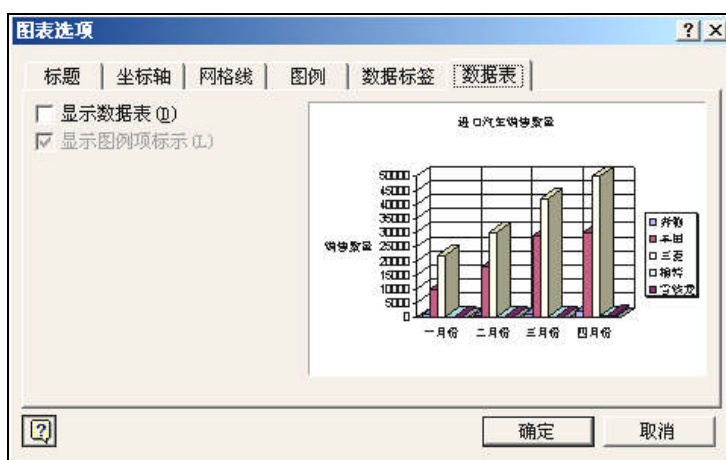 图表选项
标题 坐标轴 网格线 图例 数据标签 数据表
显示数据表(D)
显示图例项标示(L)
进口汽车销售数量
销售数量
50000
45000
40000
35000
30000
25000
20000
15000
10000
5000
0
一月份 二月份 三月份 四月份
奔驰
丰田
三菱
雪铁龙
确定 取消